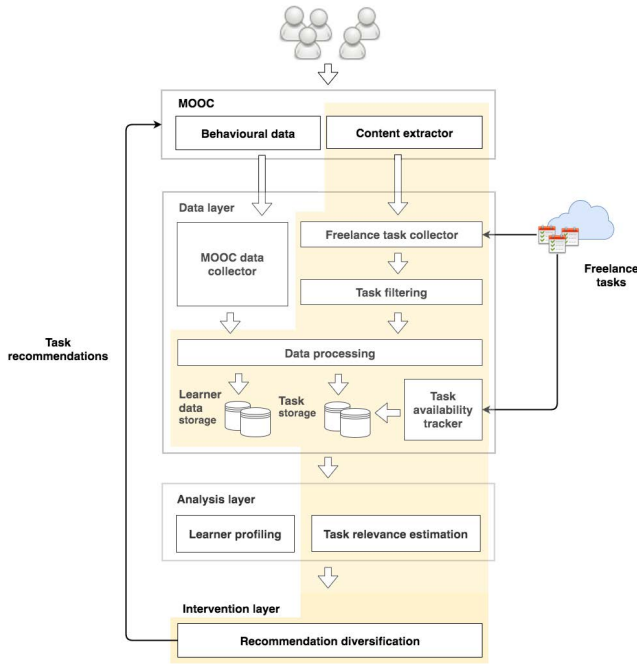 MOOC
Behavioural data
Content extractor
Data layer
MOOC data
collector
Freelance task collector
Freelance
tasks
Task filtering
Task
recommendations
Data processing
Learner
data
storage
Task
storage
Task
availability
tracker
Analysis layer
Learner profiling
Task relevance estimation
Intervention layer
Recommendation diversification